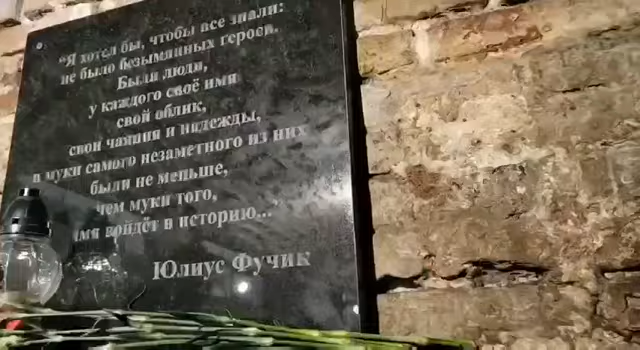 "Я хотел бы, чтобы все знали:
не было безымянных героев.
Были люди,
у каждого своё имя
свой облик,
свои чаяния и надежды,
и муки самого незаметного из них
были не меньше,
чем муки того,
имя войдёт в историю..."
Юлиус Фучик